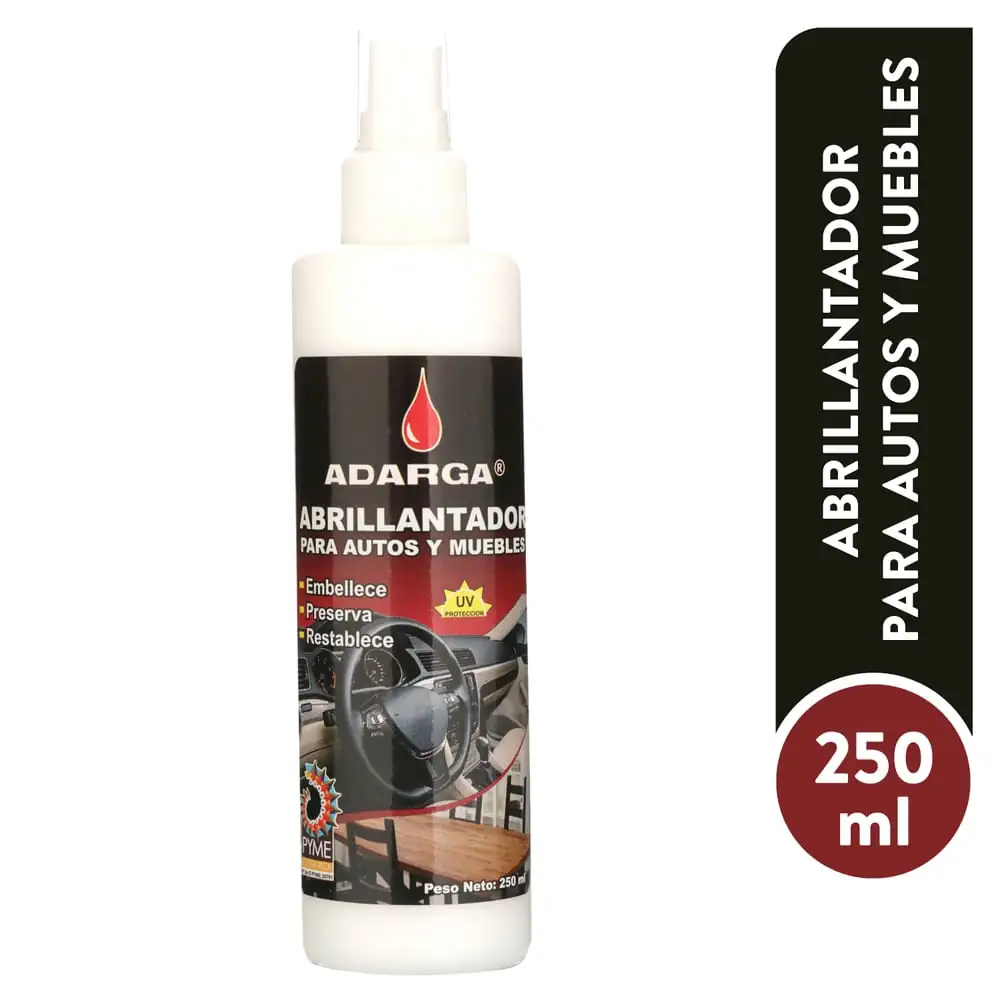 ADARGA®
ABRILLANTADOR
PARA AUTOS Y MUEBLES
Embellece
Preserva
Restablece
UV
PROTECCIÓN
PYME
Peso Neto: 250 ml
ABRILLANTADOR
PARA AUTOS Y MUEBLES
250
ml